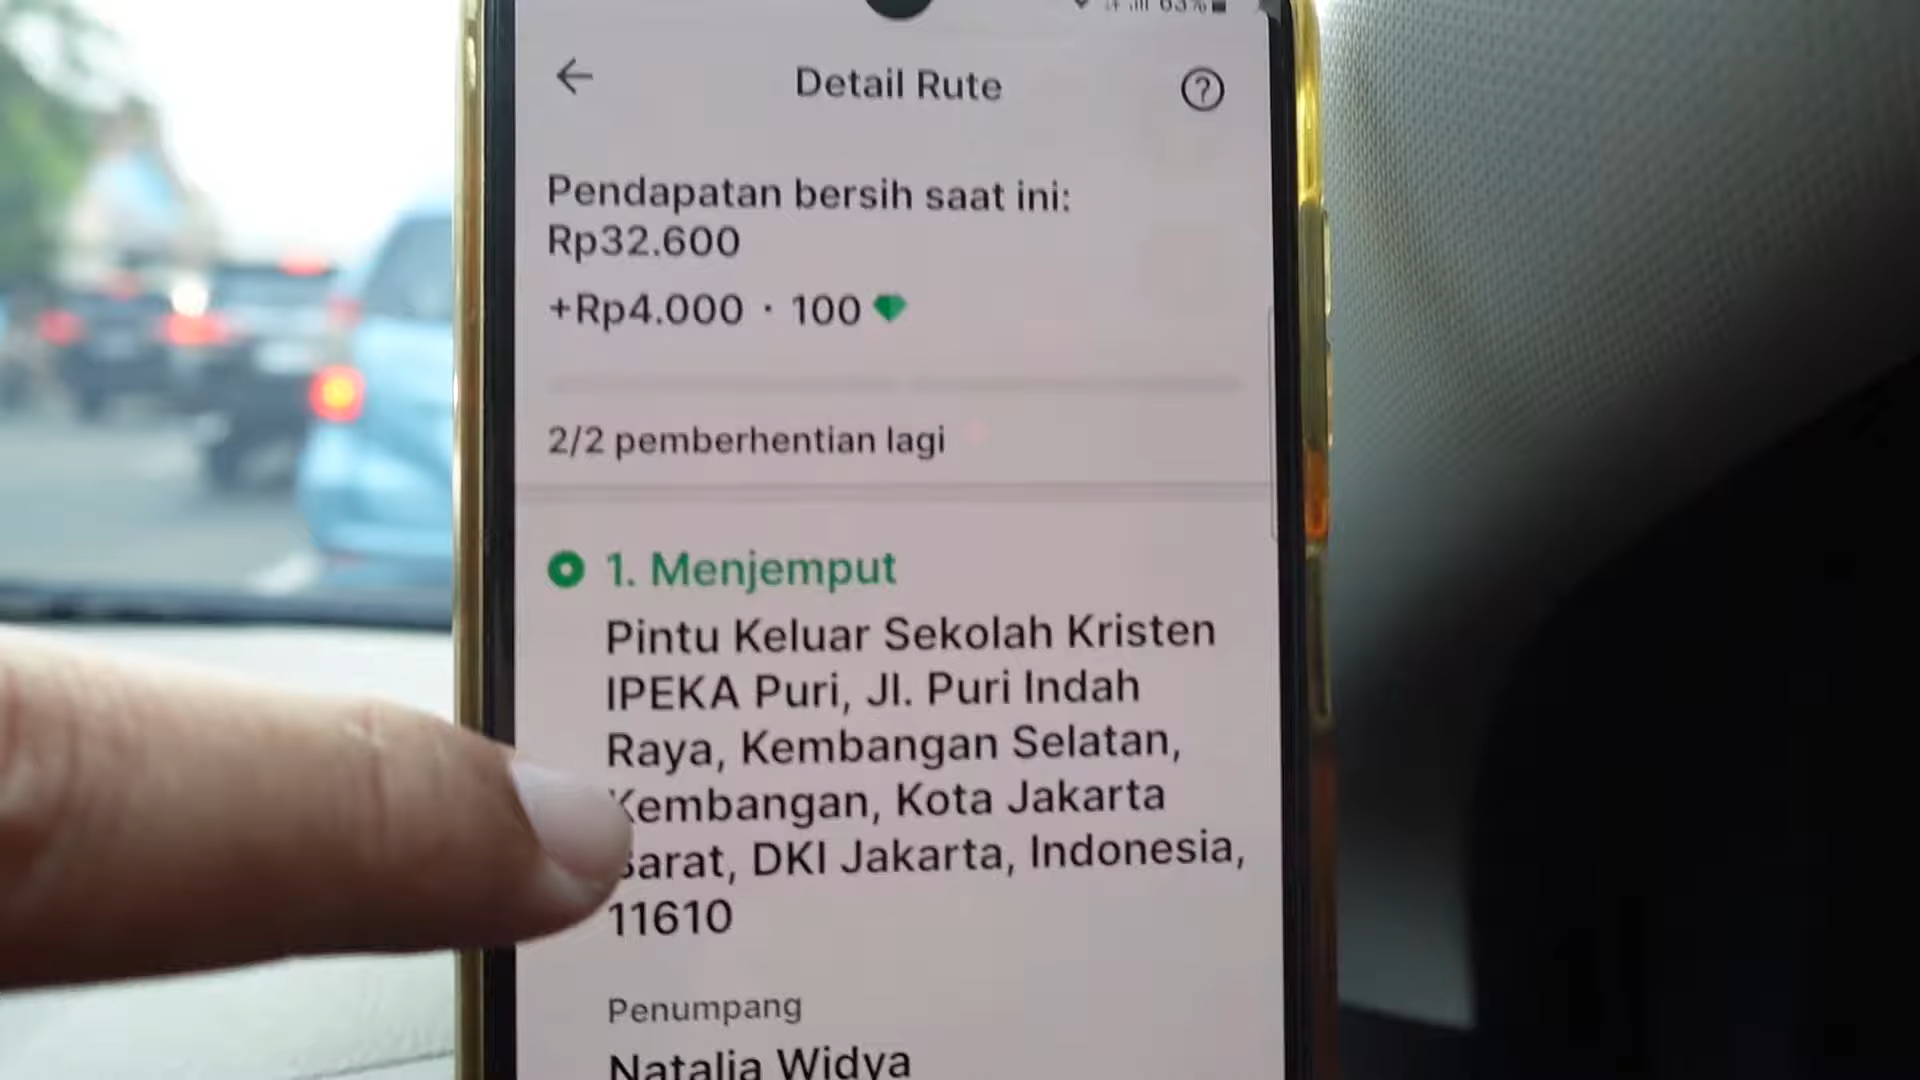 63%
Detail Rute
Pendapatan bersih saat ini:
Rp32.600
+Rp4.000 · 100
2/2 pemberhentian lagi
1. Menjemput
Pintu Keluar Sekolah Kristen
IPEKA Puri, Jl. Puri Indah
Raya, Kembangan Selatan,
Kembangan, Kota Jakarta
Barat, DKI Jakarta, Indonesia,
11610
Penumpang
Natalia Widya